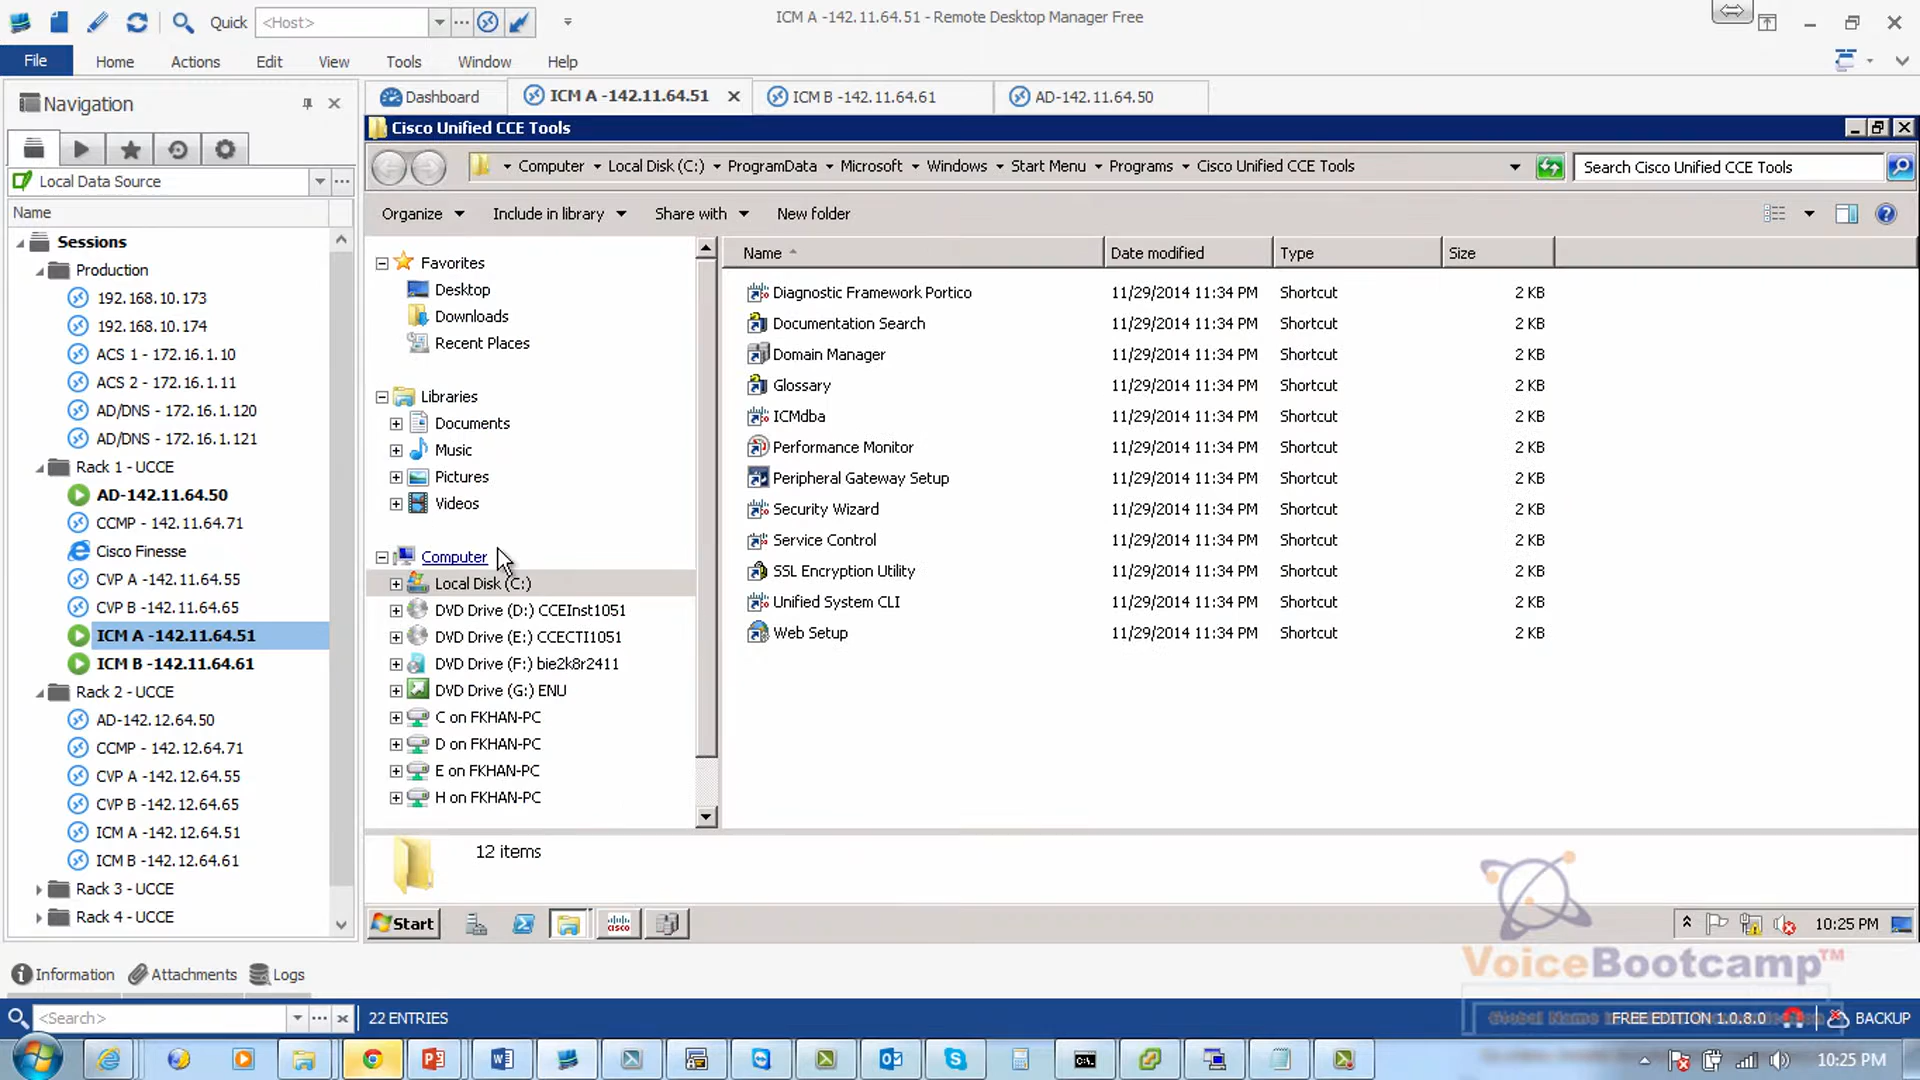 Quick
<Host>
ICM A -142.11.64.51 - Remote Desktop Manager Free
File
Home
Actions
Edit
View
Tools
Window
Help
Navigation
Dashboard
ICM A -142.11.64.51
ICM B -142.11.64.61
AD-142.11.64.50
Cisco Unified CCE Tools
Local Data Source
Computer
Local Disk (C:)
ProgramData
Microsoft
Windows
Start Menu
Programs
Cisco Unified CCE Tools
Search Cisco Unified CCE Tools
Organize
Include in library
Share with
New folder
Name
Sessions
Production
192.168.10.173
192.168.10.174
ACS 1 - 172.16.1.10
ACS 2 - 172.16.1.11
AD/DNS - 172.16.1.120
AD/DNS - 172.16.1.121
Rack 1 - UCCE
AD-142.11.64.50
CCMP - 142.11.64.71
Cisco Finesse
CVP A -142.11.64.55
CVP B -142.11.64.65
ICM A -142.11.64.51
ICM B -142.11.64.61
Rack 2 - UCCE
AD-142.12.64.50
CCMP - 142.12.64.71
CVP A -142.12.64.55
CVP B -142.12.64.65
ICM A -142.12.64.51
ICM B -142.12.64.61
Rack 3 - UCCE
Rack 4 - UCCE
Favorites
Desktop
Downloads
Recent Places
Libraries
Documents
Music
Pictures
Videos
Computer
Local Disk (C:)
DVD Drive (D:) CCEInst1051
DVD Drive (E:) CCECTI1051
DVD Drive (F:) bie2k8r2411
DVD Drive (G:) ENU
C on FKHAN-PC
D on FKHAN-PC
E on FKHAN-PC
H on FKHAN-PC
Name Date modified Type Size
Diagnostic Framework Portico 11/29/2014 11:34 PM Shortcut 2 KB
Documentation Search 11/29/2014 11:34 PM Shortcut 2 KB
Domain Manager 11/29/2014 11:34 PM Shortcut 2 KB
Glossary 11/29/2014 11:34 PM Shortcut 2 KB
ICMdba 11/29/2014 11:34 PM Shortcut 2 KB
Performance Monitor 11/29/2014 11:34 PM Shortcut 2 KB
Peripheral Gateway Setup 11/29/2014 11:34 PM Shortcut 2 KB
Security Wizard 11/29/2014 11:34 PM Shortcut 2 KB
Service Control 11/29/2014 11:34 PM Shortcut 2 KB
SSL Encryption Utility 11/29/2014 11:34 PM Shortcut 2 KB
Unified System CLI 11/29/2014 11:34 PM Shortcut 2 KB
Web Setup 11/29/2014 11:34 PM Shortcut 2 KB
12 items
Start
cisco
10:25 PM
VoiceBootcamp™
Information
Attachments
Logs
<Search>
22 ENTRIES
FREE EDITION 1.0.8.0
BACKUP
10:25 PM